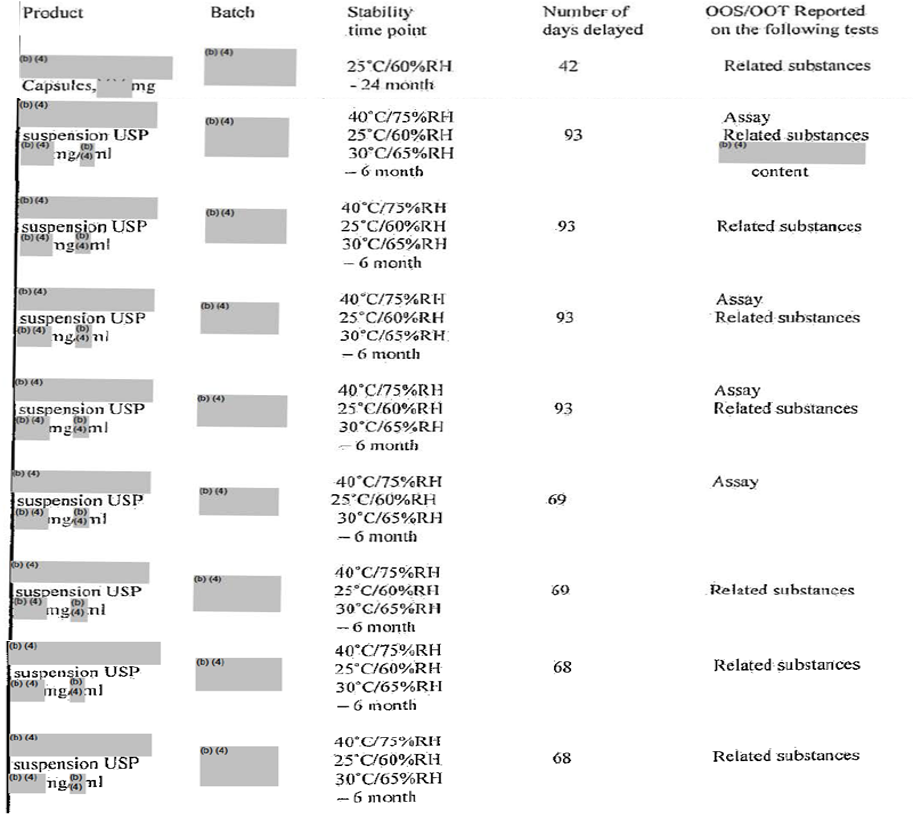 Product Batch Stability time point Number of days delayed OOS/OOT Reported on the following tests
(b) (4)
Capsules, mg
(b) (4)
25°C/60%RH
- 24 month
42
Related substances
(b) (4)
suspension USP
(b) (4) mg/(b) (4) ml
(b) (4)
40°C/75%RH
25°C/60%RH
30°C/65%RH
– 6 month
93
Assay
Related substances
(b) (4)
content
(b) (4)
suspension USP
(b) (4) mg/(b) (4) ml
(b) (4)
40°C/75%RH
25°C/60%RH
30°C/65%RH
– 6 month
93
Related substances
(b) (4)
suspension USP
(b) (4) mg/(b) (4) ml
(b) (4)
40°C/75%RH
25°C/60%RH
30°C/65%RH
– 6 month
93
Assay
Related substances
(b) (4)
suspension USP
(b) (4) mg/(b) (4) ml
(b) (4)
40°C/75%RH
25°C/60%RH
30°C/65%RH
– 6 month
93
Assay
Related substances
(b) (4)
suspension USP
(b) (4) mg/(b) (4) ml
(b) (4)
40°C/75%RH
25°C/60%RH
30°C/65%RH
– 6 month
69
Assay
(b) (4)
suspension USP
(b) (4) mg/(b) (4) ml
(b) (4)
40°C/75%RH
25°C/60%RH
30°C/65%RH
– 6 month
69
Related substances
(b) (4)
suspension USP
(b) (4) mg/(b) (4) ml
(b) (4)
40°C/75%RH
25°C/60%RH
30°C/65%RH
– 6 month
68
Related substances
(b) (4)
suspension USP
(b) (4) mg/(b) (4) ml
(b) (4)
40°C/75%RH
25°C/60%RH
30°C/65%RH
– 6 month
68
Related substances